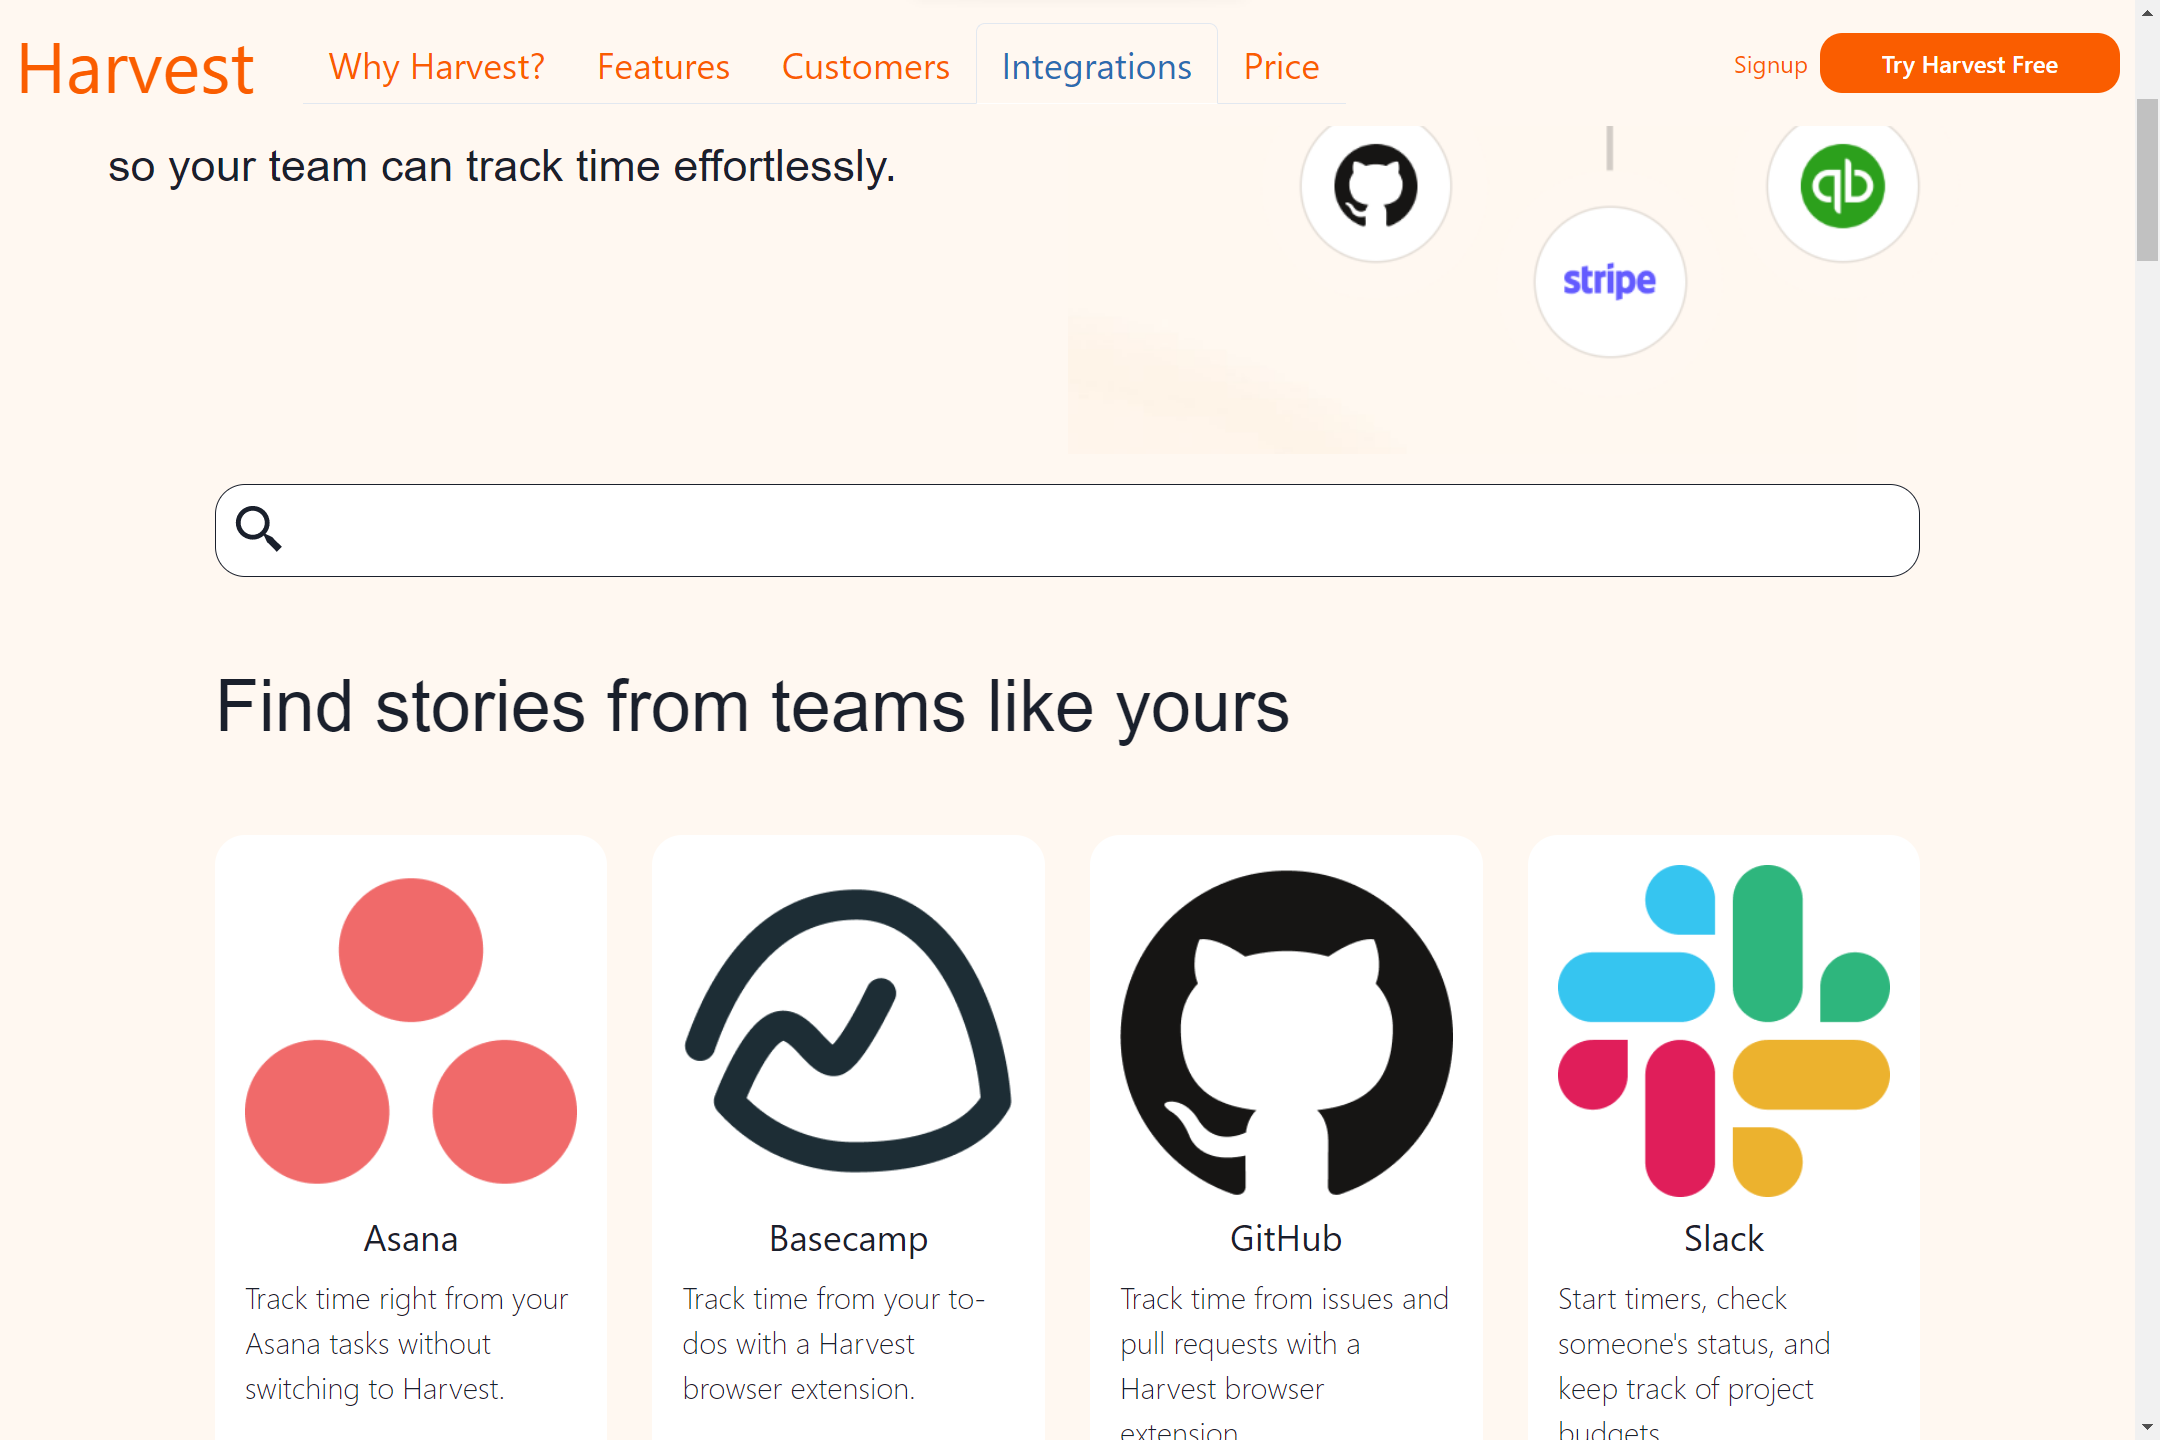 Harvest
Why Harvest?
Features
Customers
Integrations
Price
Signup
Try Harvest Free
so your team can track time effortlessly.
qb
stripe
Find stories from teams like yours
Asana
Track time right from your
Asana tasks without
switching to Harvest.
Basecamp
Track time from your to-
dos with a Harvest
browser extension.
GitHub
Track time from issues and
pull requests with a
Harvest browser
extension.
Slack
Start timers, check
someone's status, and
keep track of project
budgets.